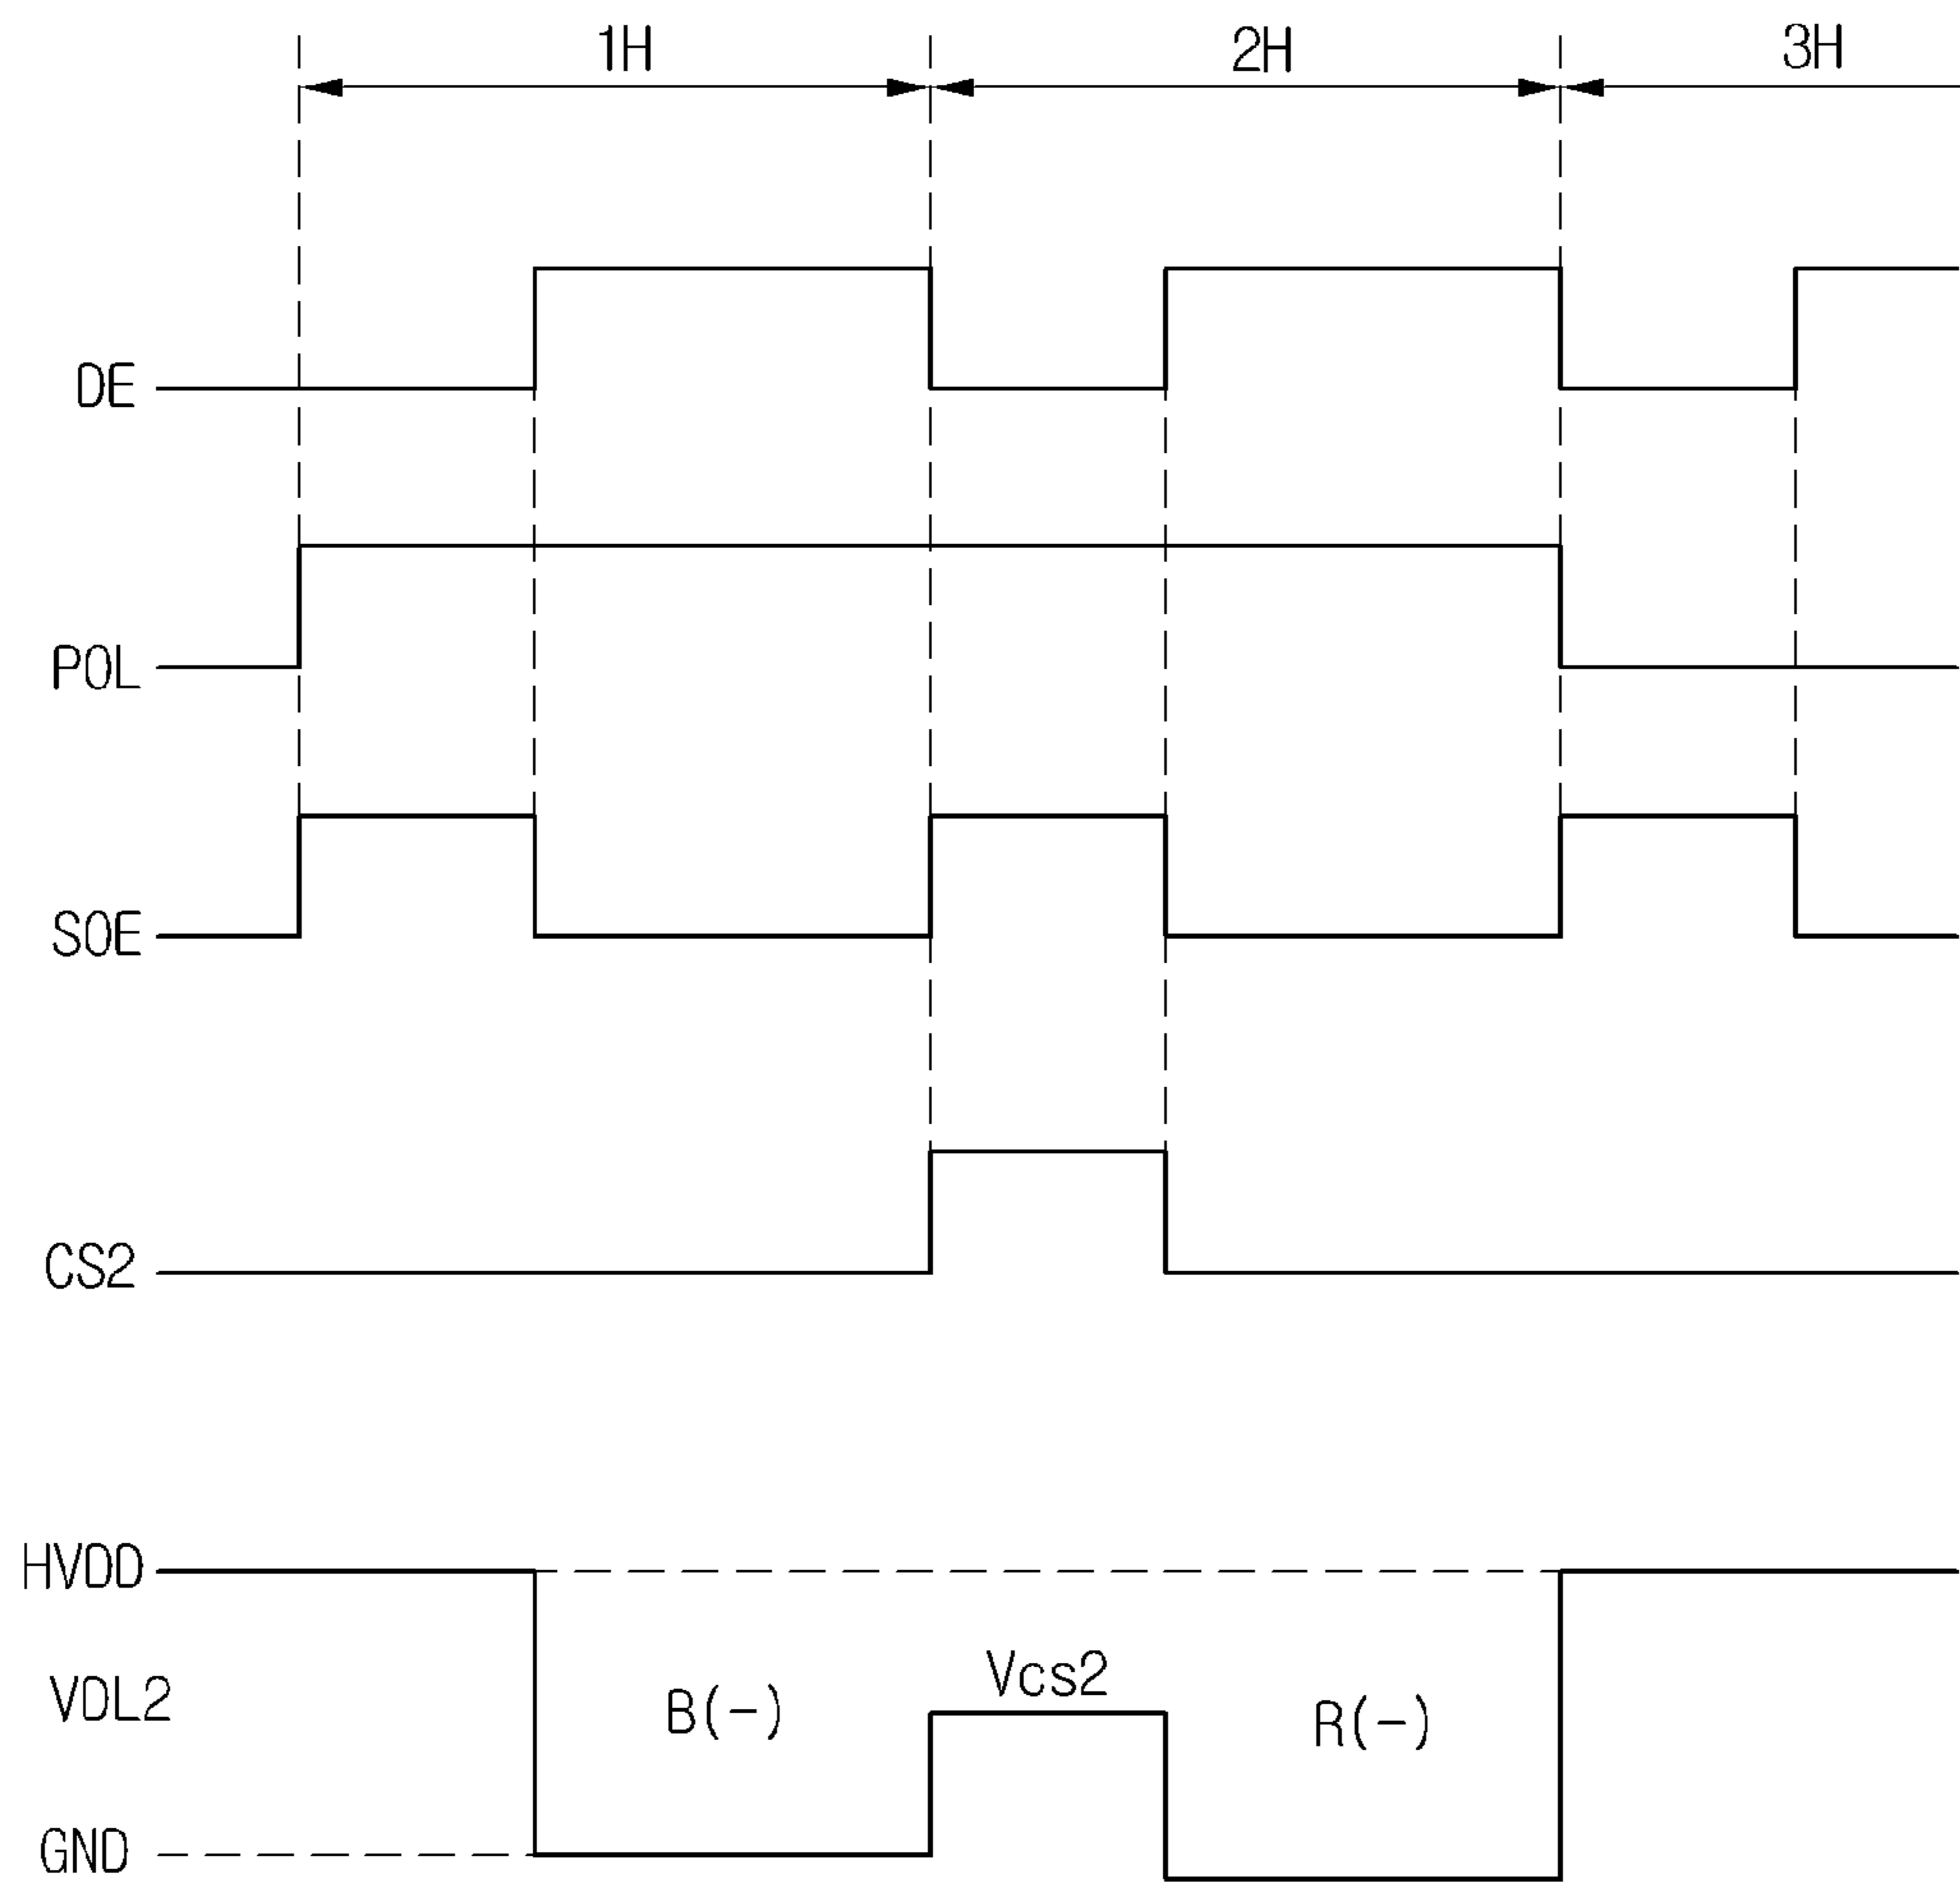 1H
2H
3H
DE
POL
SOE
CS2
HVDD
VDL2
B(-)
Vcs2
R(-)
GND